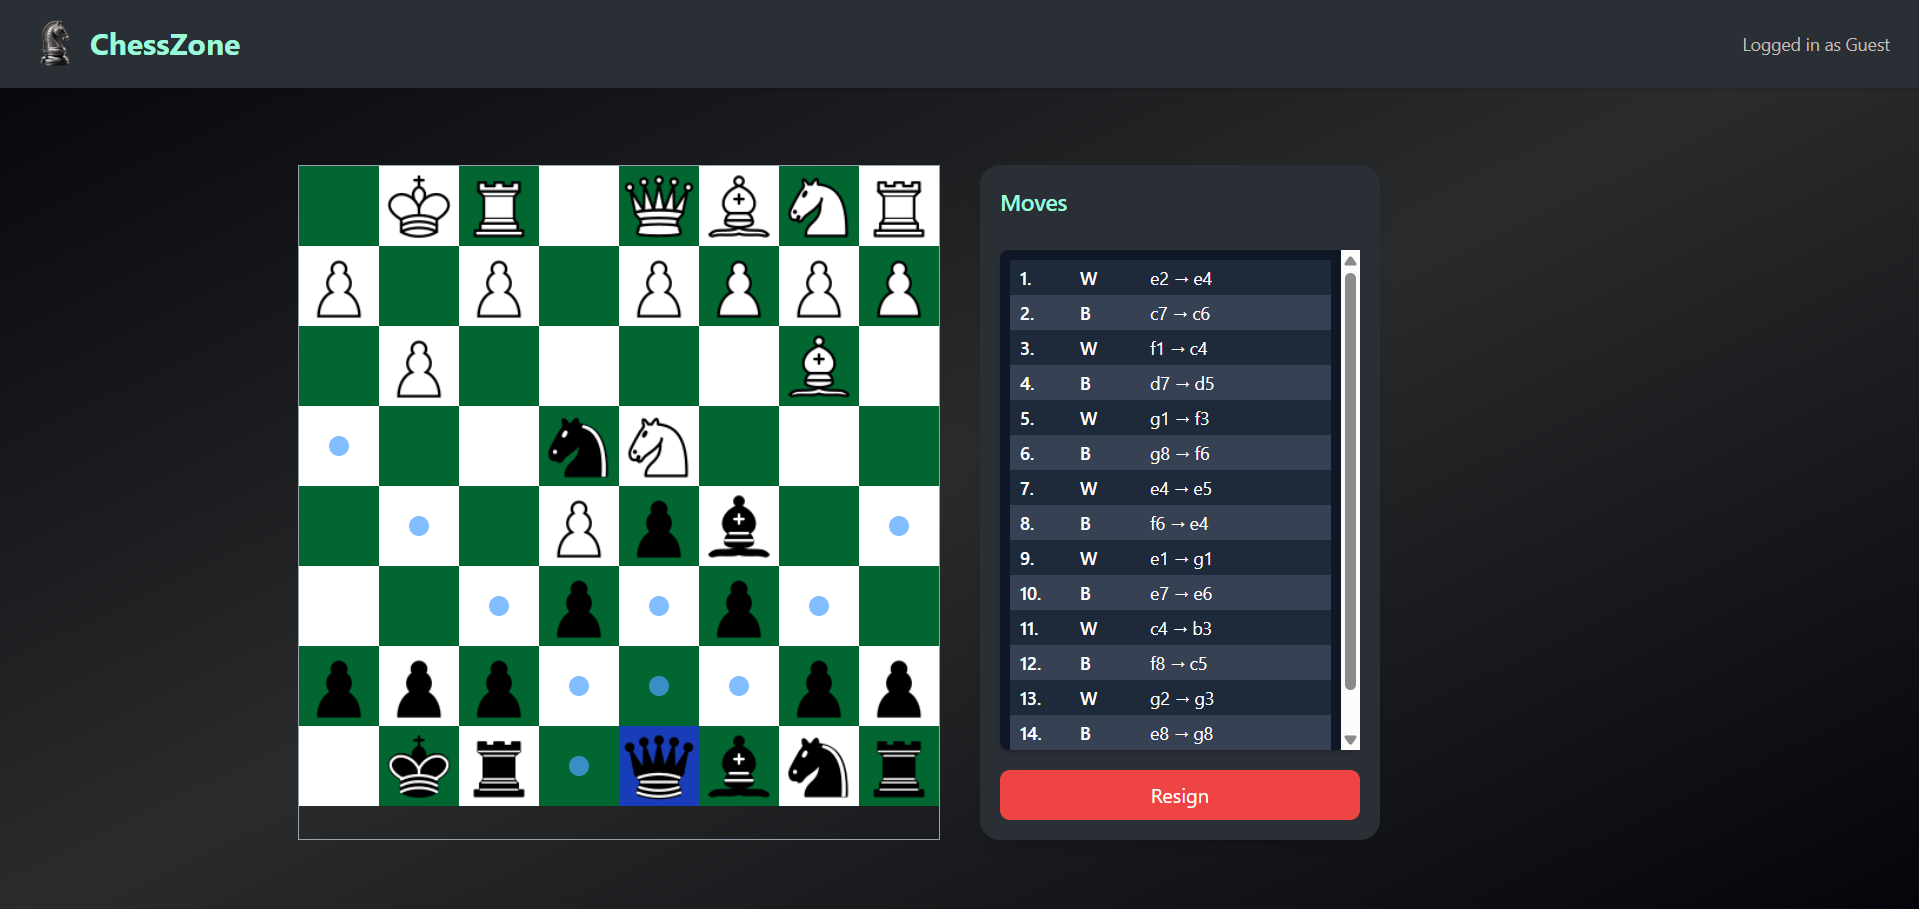 ChessZone
Logged in as Guest
Moves
1. W e2 → e4
2. B c7 → c6
3. W f1 → c4
4. B d7 → d5
5. W g1 → f3
6. B g8 → f6
7. W e4 → e5
8. B f6 → e4
9. W e1 → g1
10. B e7 → e6
11. W c4 → b3
12. B f8 → c5
13. W g2 → g3
14. B e8 → g8
Resign